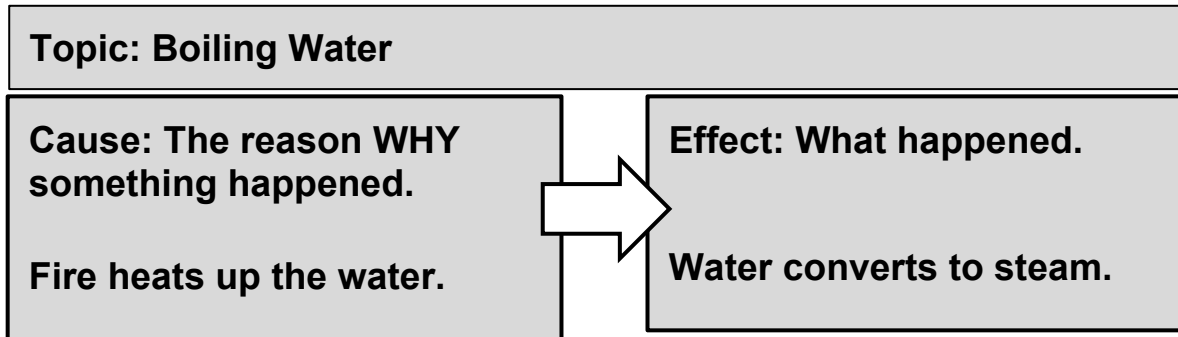 Topic: Boiling Water
Cause: The reason WHY
something happened.
Fire heats up the water.
Effect: What happened.
Water converts to steam.